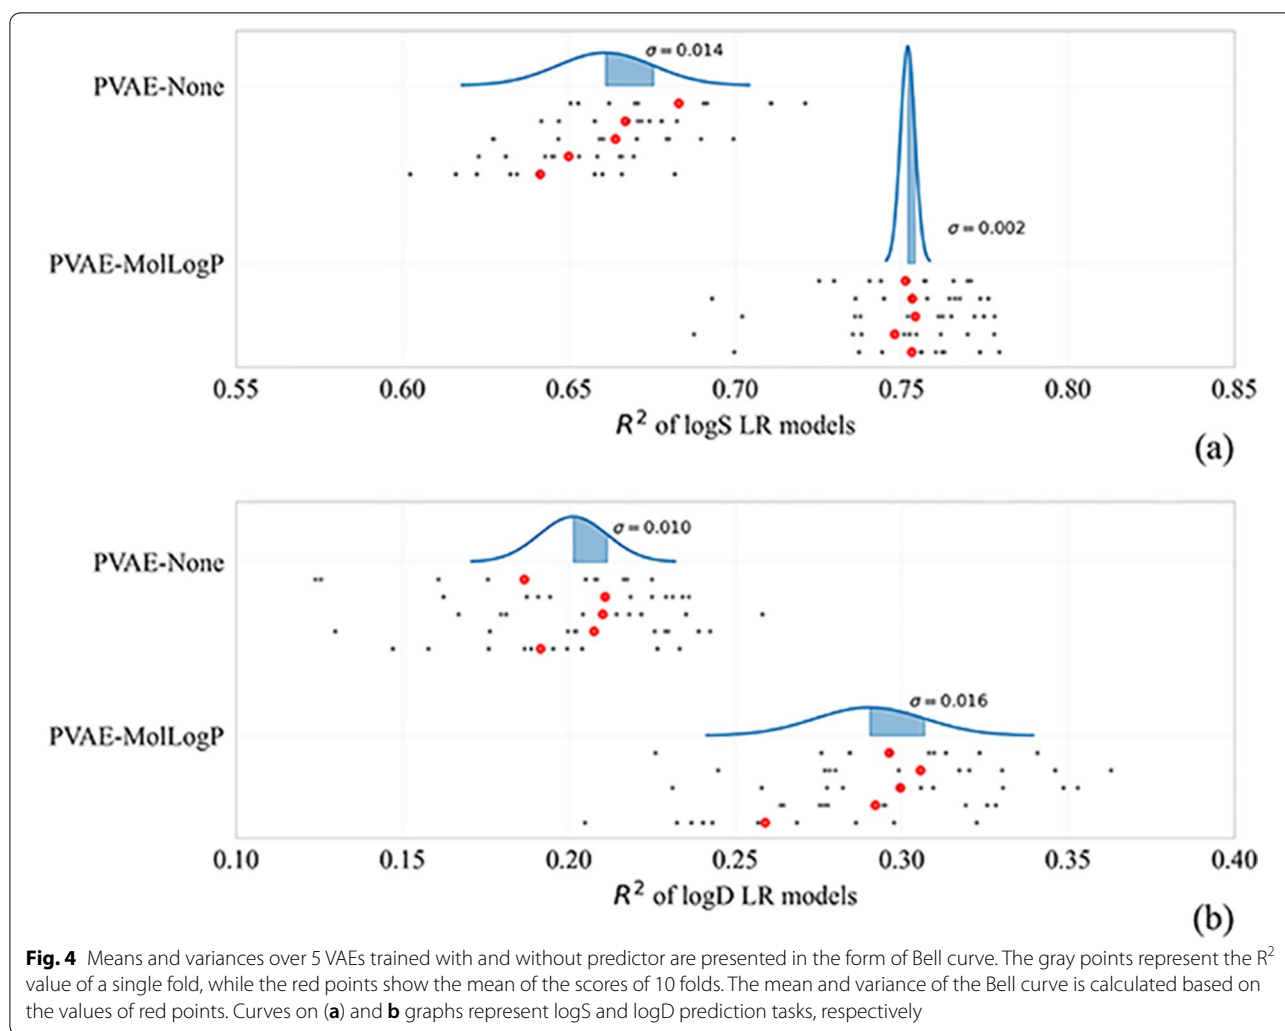 σ = 0.014
PVAE-None
σ = 0.002
PVAE-MolLogP
0.55 0.60 0.65 0.70 0.75 0.80 0.85
R² of logS LR models
(a)
σ = 0.010
PVAE-None
σ = 0.016
PVAE-MolLogP
0.10 0.15 0.20 0.25 0.30 0.35 0.40
R² of logD LR models
(b)
Fig. 4 Means and variances over 5 VAEs trained with and without predictor are presented in the form of Bell curve. The gray points represent the R²
value of a single fold, while the red points show the mean of the scores of 10 folds. The mean and variance of the Bell curve is calculated based on
the values of red points. Curves on (a) and b graphs represent logS and logD prediction tasks, respectively